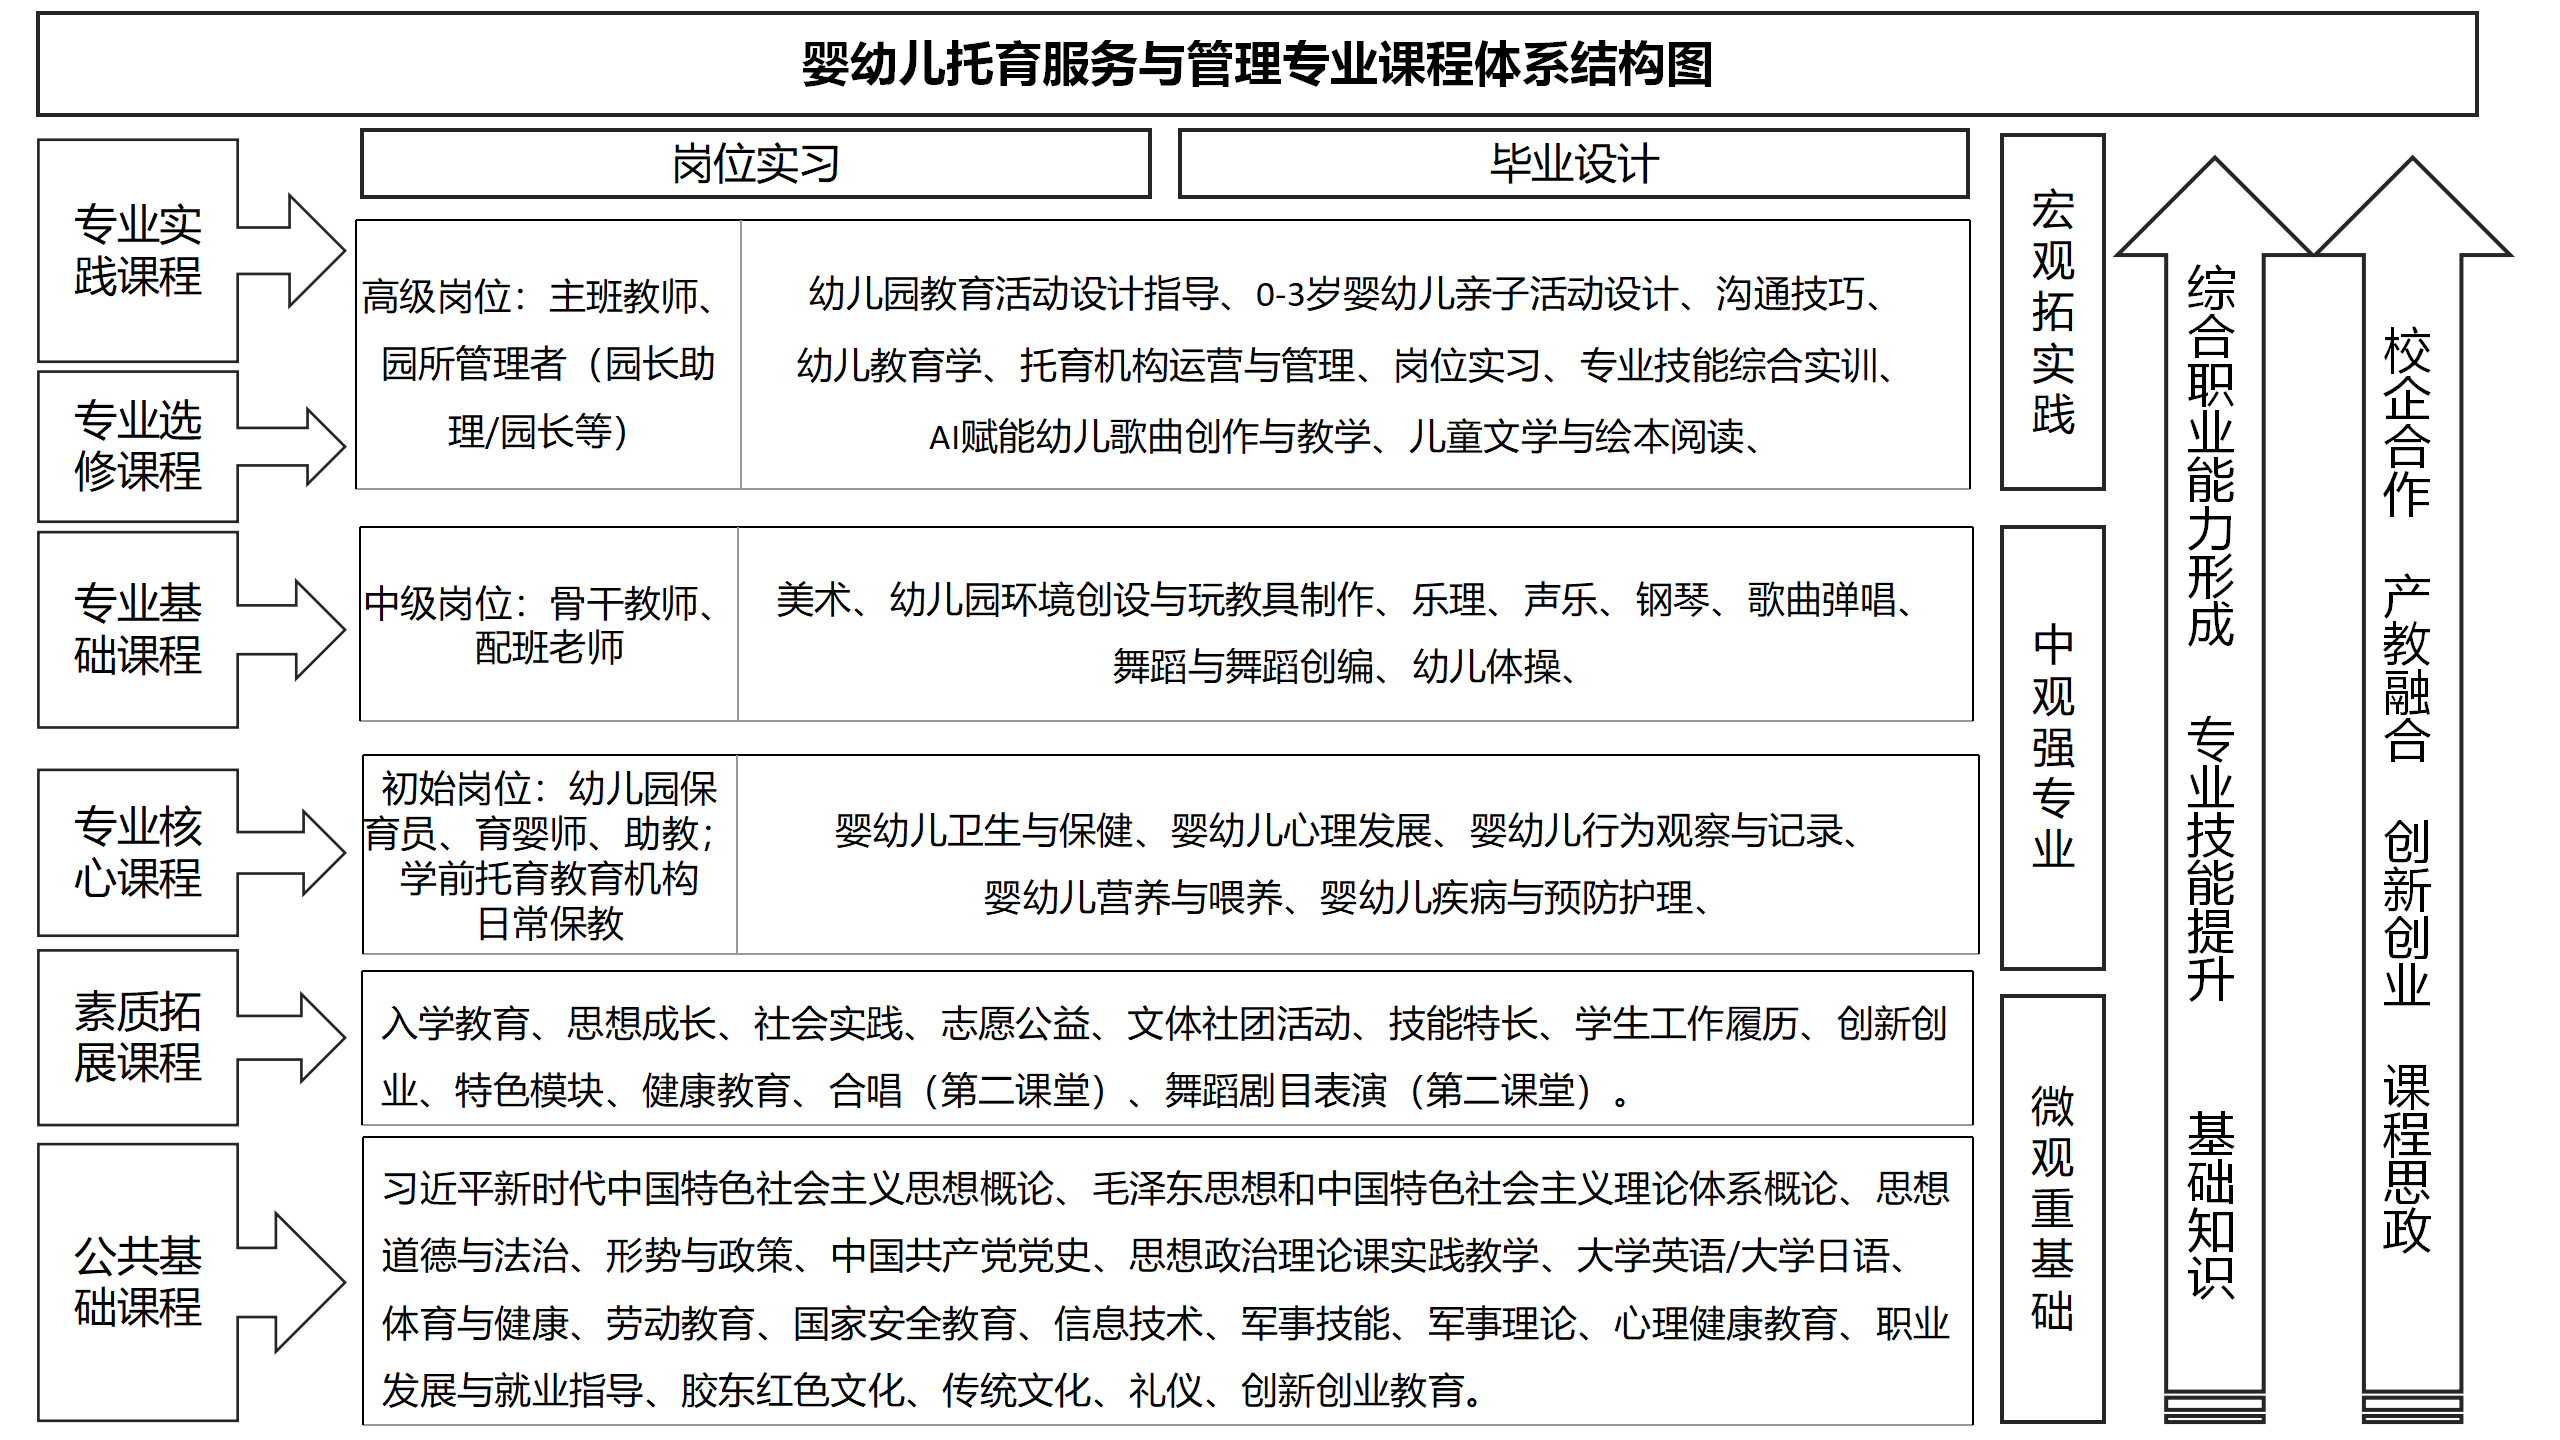 婴幼儿托育服务与管理专业课程体系结构图
专业实
践课程
专业选
修课程
专业基
础课程
专业核
心课程
素质拓
展课程
公共基
础课程
岗位实习
毕业设计
高级岗位：主班教师、
园所管理者（园长助
理/园长等）
幼儿园教育活动设计指导、0-3岁婴幼儿亲子活动设计、沟通技巧、
幼儿教育学、托育机构运营与管理、岗位实习、专业技能综合实训、
AI赋能幼儿歌曲创作与教学、儿童文学与绘本阅读、
中级岗位：骨干教师、
配班老师
美术、幼儿园环境创设与玩教具制作、乐理、声乐、钢琴、歌曲弹唱、
舞蹈与舞蹈创编、幼儿体操、
初始岗位：幼儿园保
育员、育婴师、助教；
学前托育教育机构
日常保教
婴幼儿卫生与保健、婴幼儿心理发展、婴幼儿行为观察与记录、
婴幼儿营养与喂养、婴幼儿疾病与预防护理、
入学教育、思想成长、社会实践、志愿公益、文体社团活动、技能特长、学生工作履历、创新创
业、特色模块、健康教育、合唱（第二课堂）、舞蹈剧目表演（第二课堂）。
习近平新时代中国特色社会主义思想概论、毛泽东思想和中国特色社会主义理论体系概论、思想
道德与法治、形势与政策、中国共产党党史、思想政治理论课实践教学、大学英语/大学日语、
体育与健康、劳动教育、国家安全教育、信息技术、军事技能、军事理论、心理健康教育、职业
发展与就业指导、胶东红色文化、传统文化、礼仪、创新创业教育。
宏观拓实践
中观强专业
微观重基础
综合职业能力形成 专业技能提升 基础知识
校企合作 产教融合 创新创业 课程思政